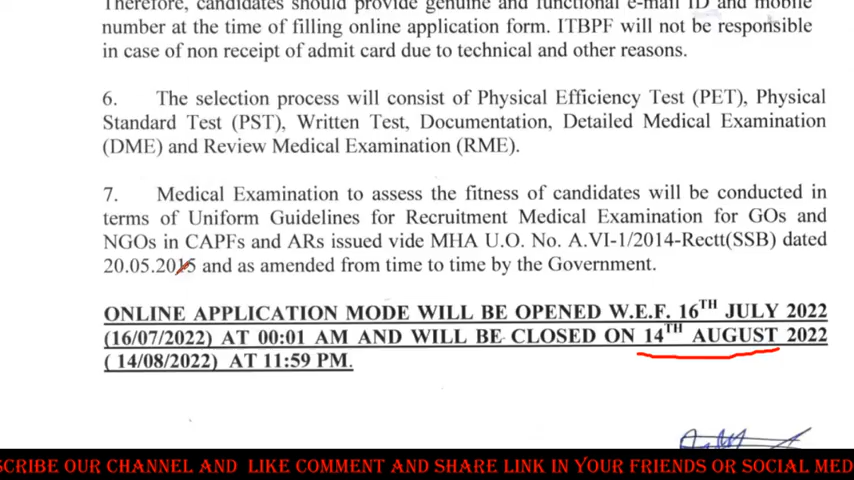 Therefore, candidates should provide genuine and functional e-mail ID and mobile
number at the time of filling online application form. ITBPF will not be responsible
in case of non receipt of admit card due to technical and other reasons.
6. The selection process will consist of Physical Efficiency Test (PET), Physical
Standard Test (PST), Written Test, Documentation, Detailed Medical Examination
(DME) and Review Medical Examination (RME).
7. Medical Examination to assess the fitness of candidates will be conducted in
terms of Uniform Guidelines for Recruitment Medical Examination for GOs and
NGOs in CAPFs and ARs issued vide MHA U.O. No. A.VI-1/2014-Rectt(SSB) dated
20.05.2015 and as amended from time to time by the Government.
ONLINE APPLICATION MODE WILL BE OPENED W.E.F. 16TH JULY 2022
(16/07/2022) AT 00:01 AM AND WILL BE CLOSED ON 14TH AUGUST 2022
( 14/08/2022) AT 11:59 PM.
SCRIBE OUR CHANNEL AND LIKE COMMENT AND SHARE LINK IN YOUR FRIENDS OR SOCIAL MED